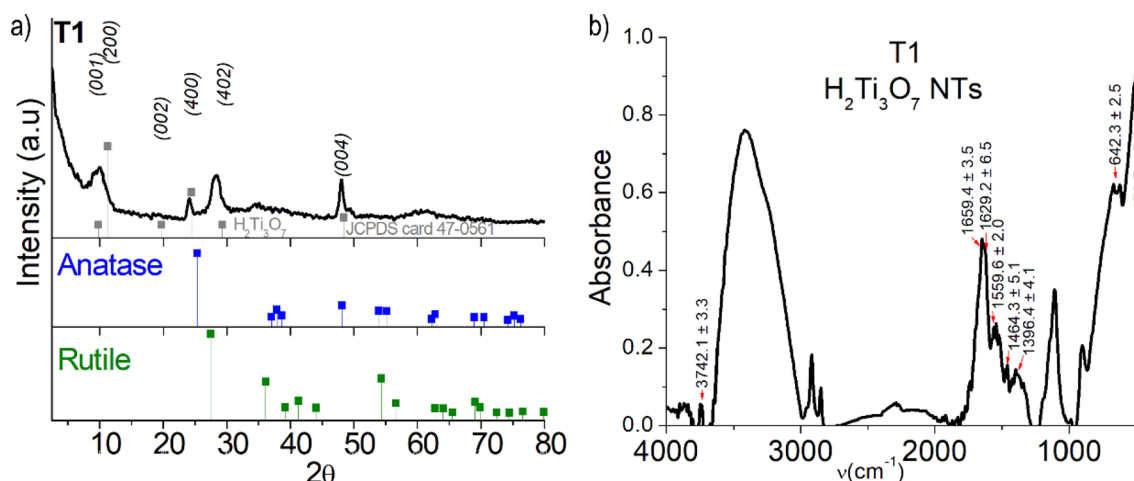 a)
T1
(001)
(200)
(002)
(400)
(402)
(004)
H2Ti3O7
JCPDS card 47-0561
Intensity (a.u)
Anatase
Rutile
10 20 30 40 50 60 70 80
2θ
b)
T1
H2Ti3O7 NTs
1.0
0.8
0.6
0.4
0.2
0.0
Absorbance
3742.1 ± 3.3
1659.4 ± 3.5
1629.2 ± 6.5
1559.6 ± 2.0
1464.3 ± 5.1
1396.4 ± 4.1
642.3 ± 2.5
4000 3000 2000 1000
ν(cm-1)